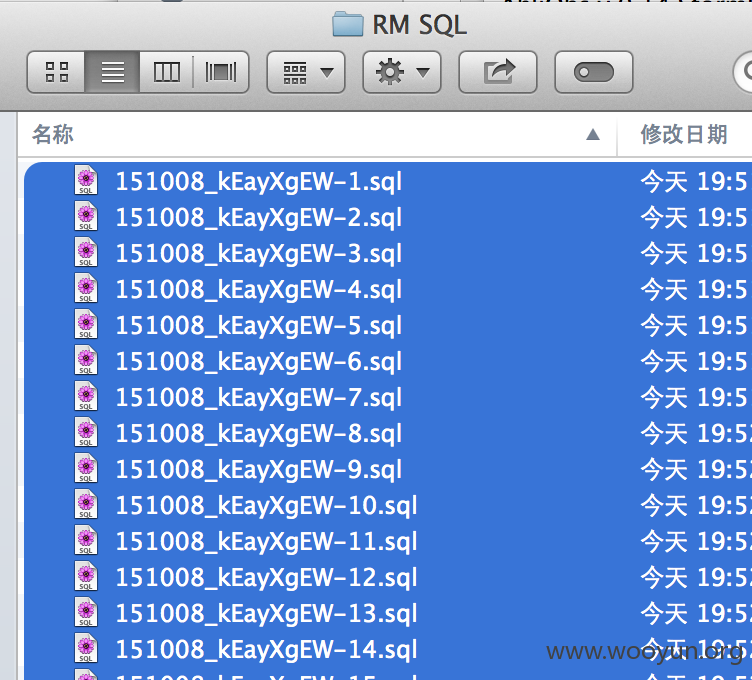 RM SQL
名称 修改日期
151008_kEayXgEW-1.sql 今天 19:5
151008_kEayXgEW-2.sql 今天 19:5
151008_kEayXgEW-3.sql 今天 19:5
151008_kEayXgEW-4.sql 今天 19:5
151008_kEayXgEW-5.sql 今天 19:5
151008_kEayXgEW-6.sql 今天 19:5
151008_kEayXgEW-7.sql 今天 19:5
151008_kEayXgEW-8.sql 今天 19:52
151008_kEayXgEW-9.sql 今天 19:52
151008_kEayXgEW-10.sql 今天 19:52
151008_kEayXgEW-11.sql 今天 19:52
151008_kEayXgEW-12.sql 今天 19:52
151008_kEayXgEW-13.sql 今天 19:52
151008_kEayXgEW-14.sql 今天 19:52
www.wooyun.org